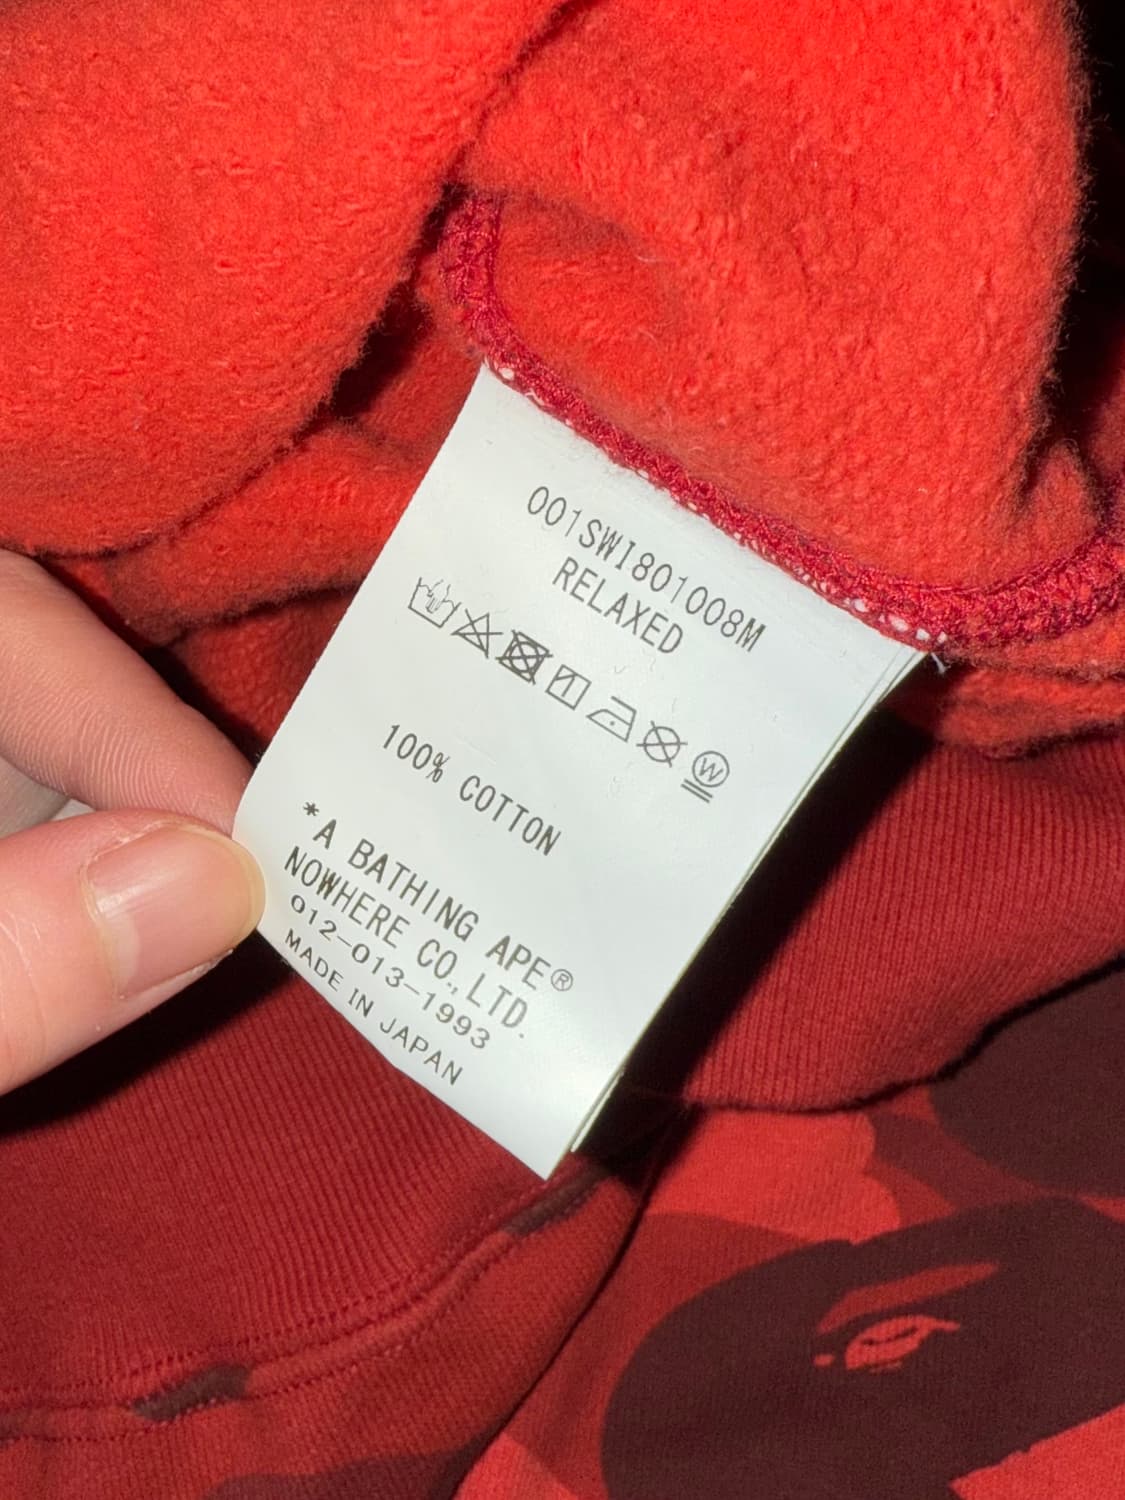 001SWI801008M
RELAXED
W
100% COTTON
*A BATHING APE®
NOWHERE CO.,LTD.
012-013-1993
MADE IN JAPAN